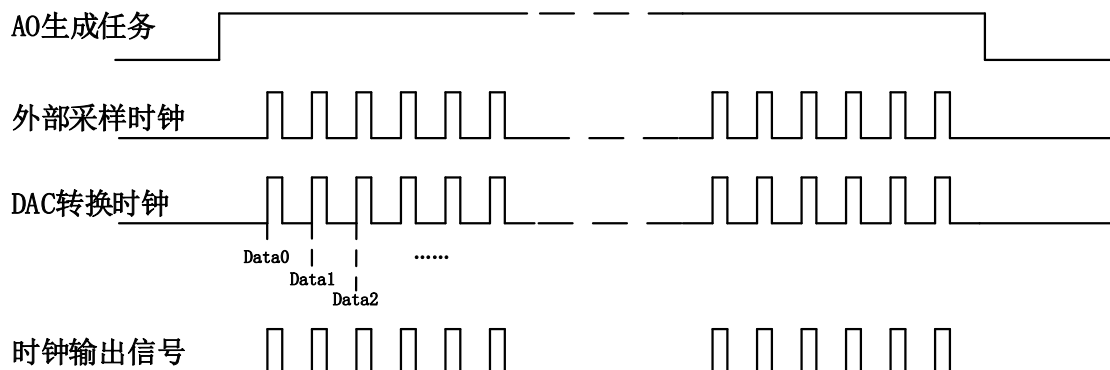 AO生成任务
外部采样时钟
DAC转换时钟
Data0
Data1
Data2
……
时钟输出信号